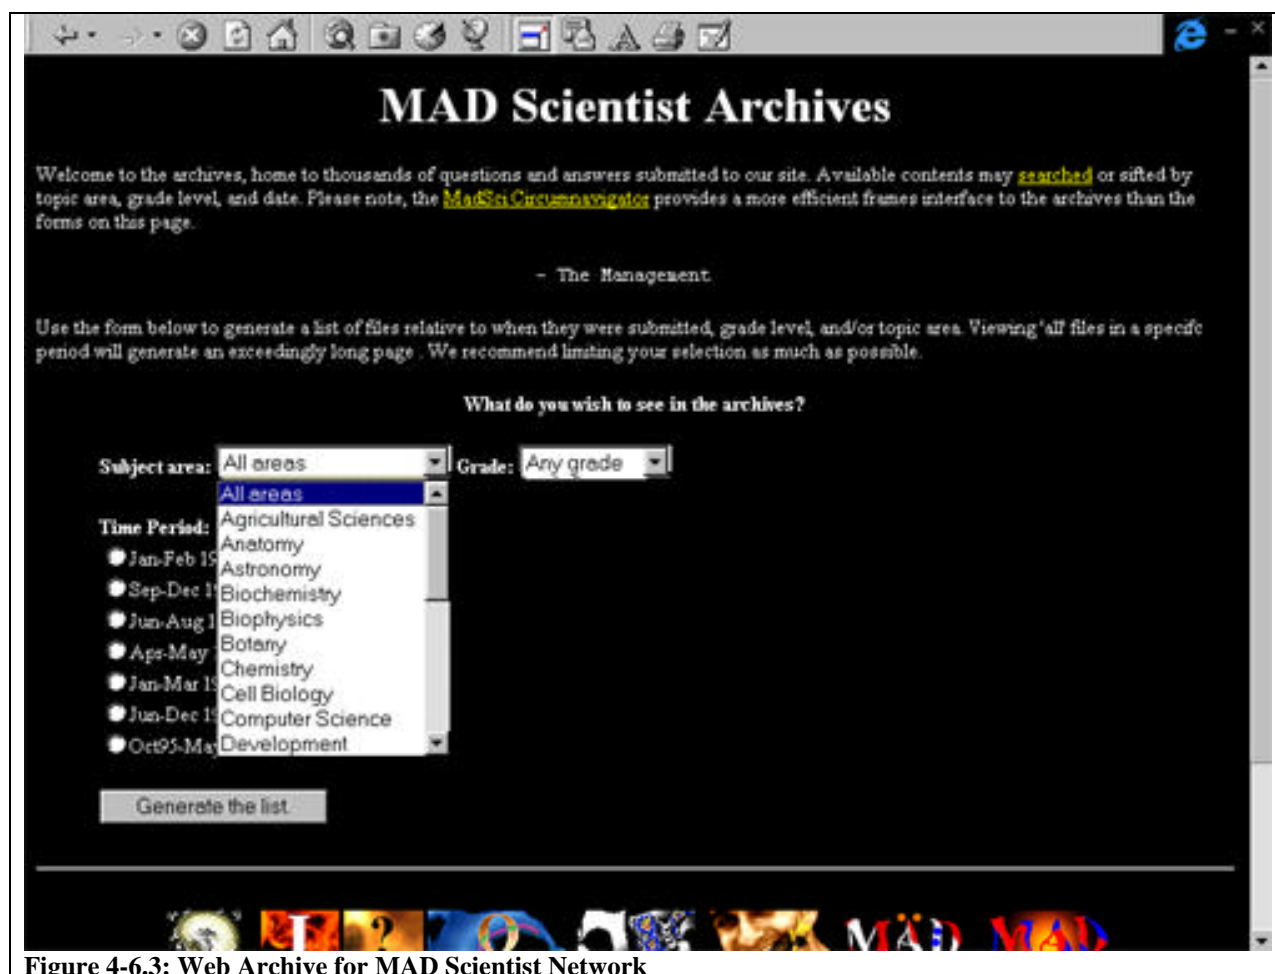 MAD Scientist Archives
Welcome to the archives, home to thousands of questions and answers submitted to our site. Available contents may searched or sifted by
topic area, grade level, and date. Please note, the MadSci Circumnavigator provides a more efficient frames interface to the archives than the
forms on this page.
- The Management
Use the form below to generate a list of files relative to when they were submitted, grade level, and/or topic area. Viewing 'all' files in a specifc
period will generate an exceedingly long page . We recommend limiting your selection as much as possible.
What do you wish to see in the archives?
Subject area: All areas Grade: Any grade
All areas
Agricultural Sciences
Time Period:
Anatomy
Jan-Feb 19
Astronomy
Sep-Dec 1
Biochemistry
Jun-Aug 1
Biophysics
Botany
Apr-May
Chemistry
Jan-Mar 19
Cell Biology
Jun-Dec 19
Computer Science
Oct95-May
Development
Generate the list.
I ? MÄD MAD
Figure 4-6.3: Web Archive for MAD Scientist Network